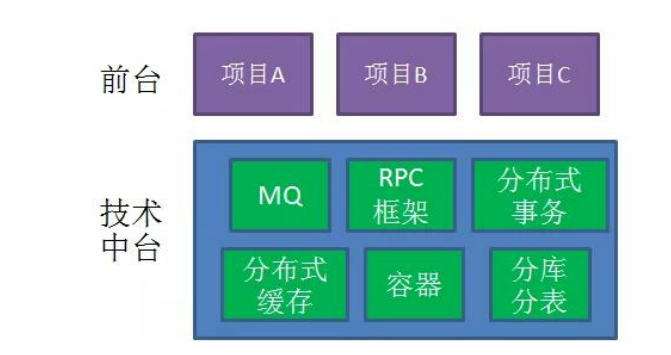 前台
项目A
项目B
项目C
技术
中台
MQ
RPC
框架
分布式
事务
分布式
缓存
容器
分库
分表